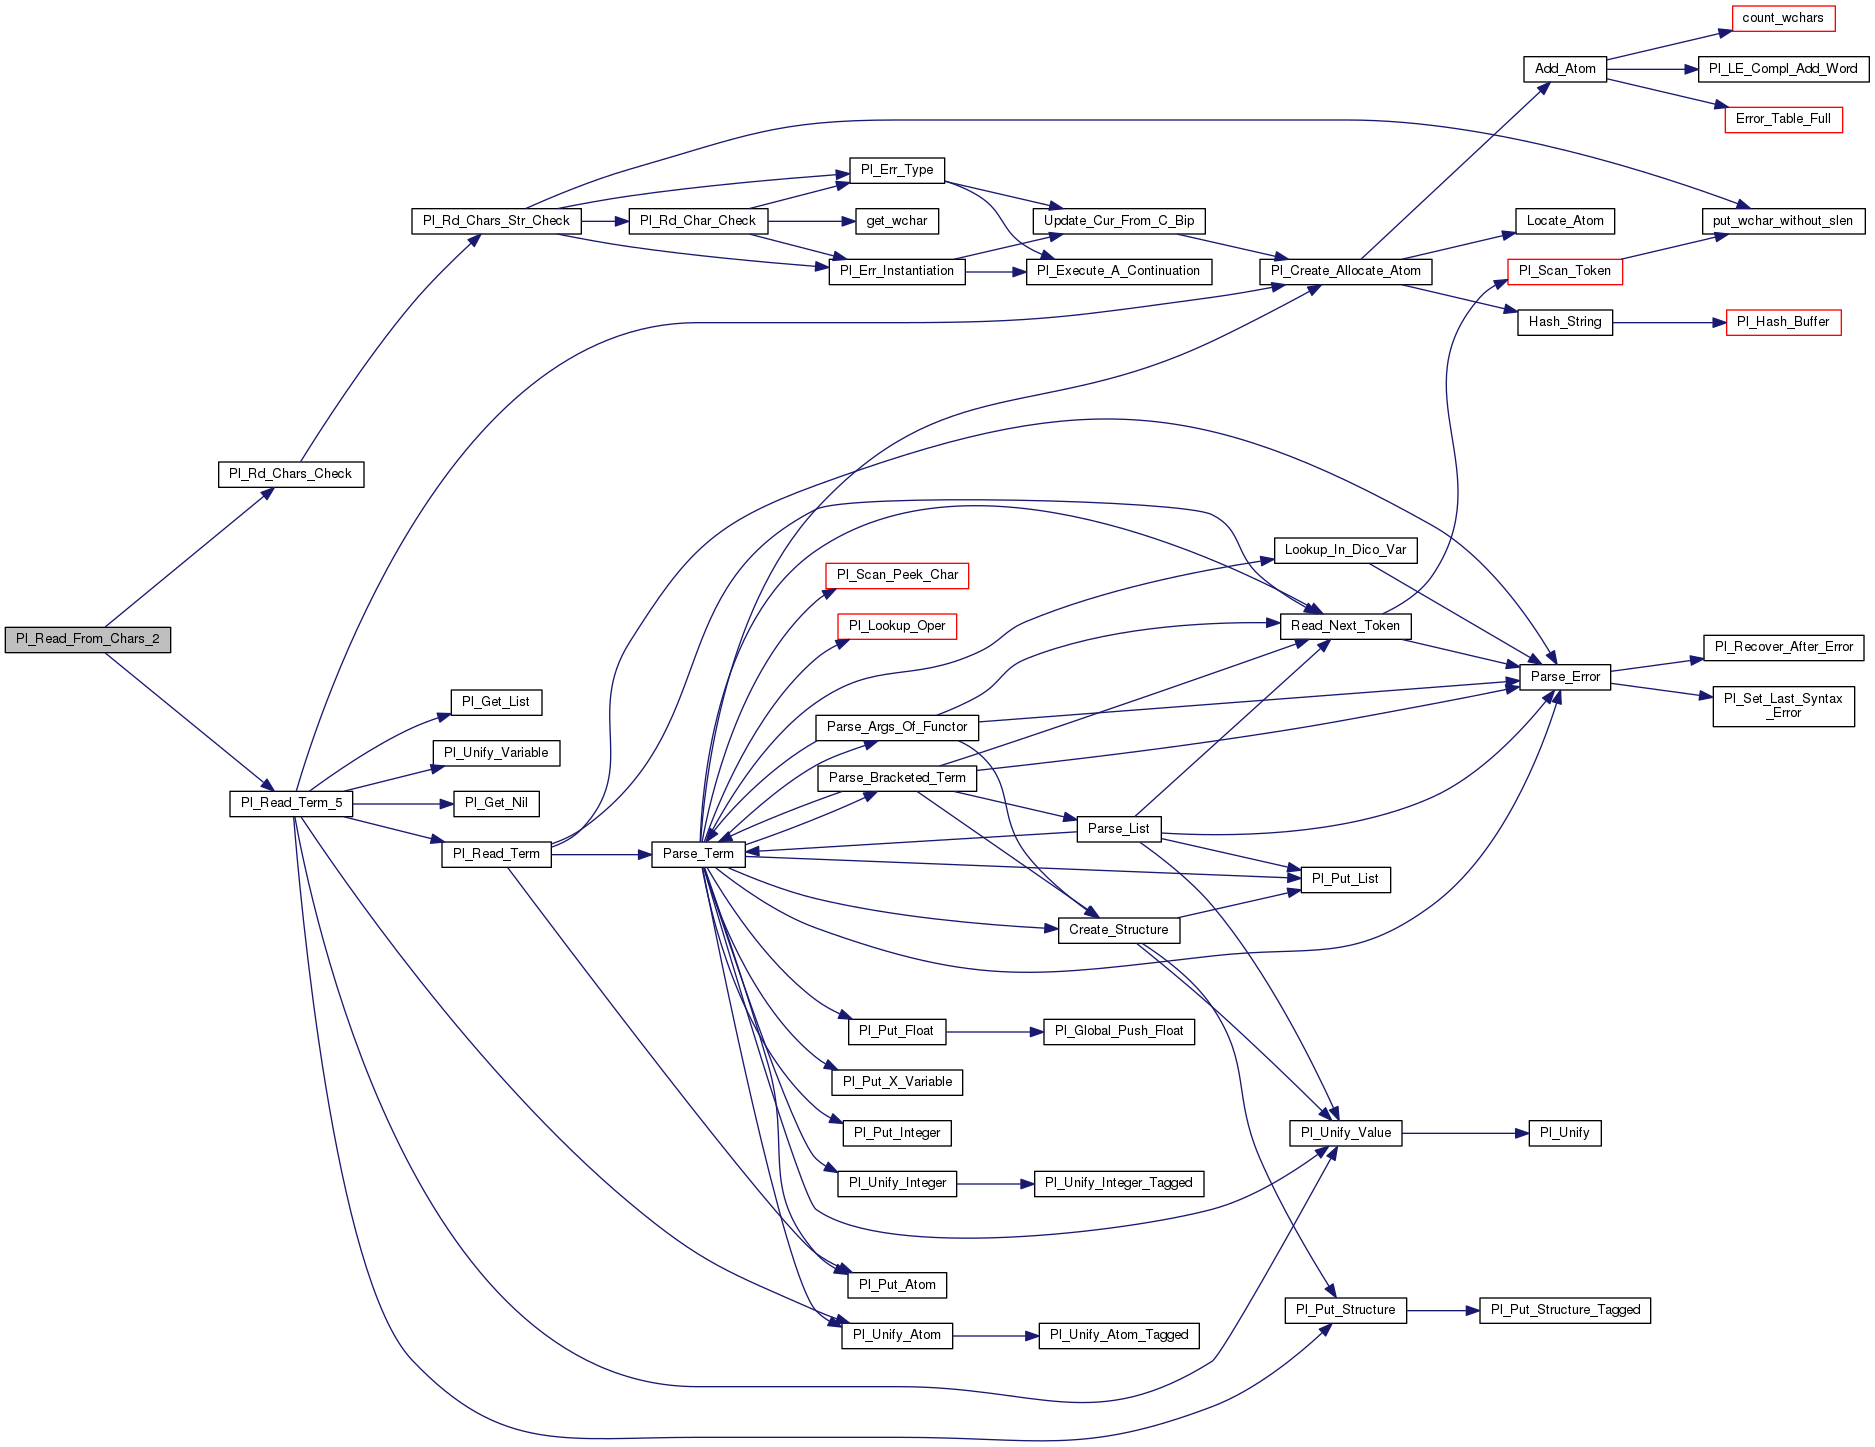 count_wchars
Add_Atom
Pl_LE_Compl_Add_Word
Error_Table_Full
Pl_Err_Type
Pl_Rd_Chars_Str_Check
Pl_Rd_Char_Check
get_wchar
Update_Cur_From_C_Bip
Locate_Atom
put_wchar_without_slen
Pl_Err_Instantiation
Pl_Execute_A_Continuation
Pl_Create_Allocate_Atom
Pl_Scan_Token
Hash_String
Pl_Hash_Buffer
Pl_Rd_Chars_Check
Lookup_In_Dico_Var
Pl_Scan_Peek_Char
Pl_Lookup_Oper
Read_Next_Token
Pl_Read_From_Chars_2
Pl_Recover_After_Error
Parse_Error
Pl_Get_List
Pl_Set_Last_Syntax
_Error
Parse_Args_Of_Functor
Pl_Unify_Variable
Parse_Bracketed_Term
Pl_Read_Term_5
Pl_Get_Nil
Parse_List
Pl_Read_Term
Parse_Term
Pl_Put_List
Create_Structure
Pl_Put_Float
Pl_Global_Push_Float
Pl_Put_X_Variable
Pl_Put_Integer
Pl_Unify_Value
Pl_Unify
Pl_Unify_Integer
Pl_Unify_Integer_Tagged
Pl_Put_Atom
Pl_Put_Structure
Pl_Put_Structure_Tagged
Pl_Unify_Atom
Pl_Unify_Atom_Tagged